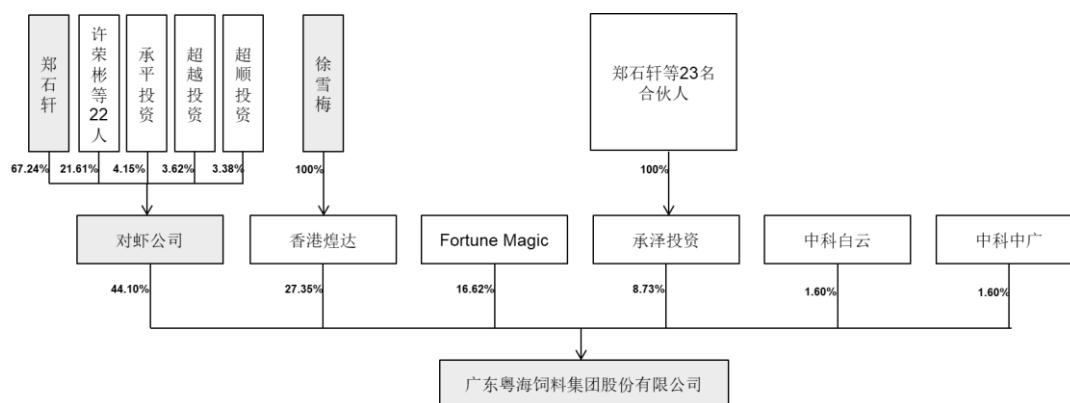 郑石轩
许荣彬等22人
承平投资
超越投资
超顺投资
徐雪梅
郑石轩等23名
合伙人
67.24%
21.61%
4.15%
3.62%
3.38%
100%
100%
对虾公司
香港煌达
Fortune Magic
承泽投资
中科白云
中科中广
44.10%
27.35%
16.62%
8.73%
1.60%
1.60%
广东粤海饲料集团股份有限公司